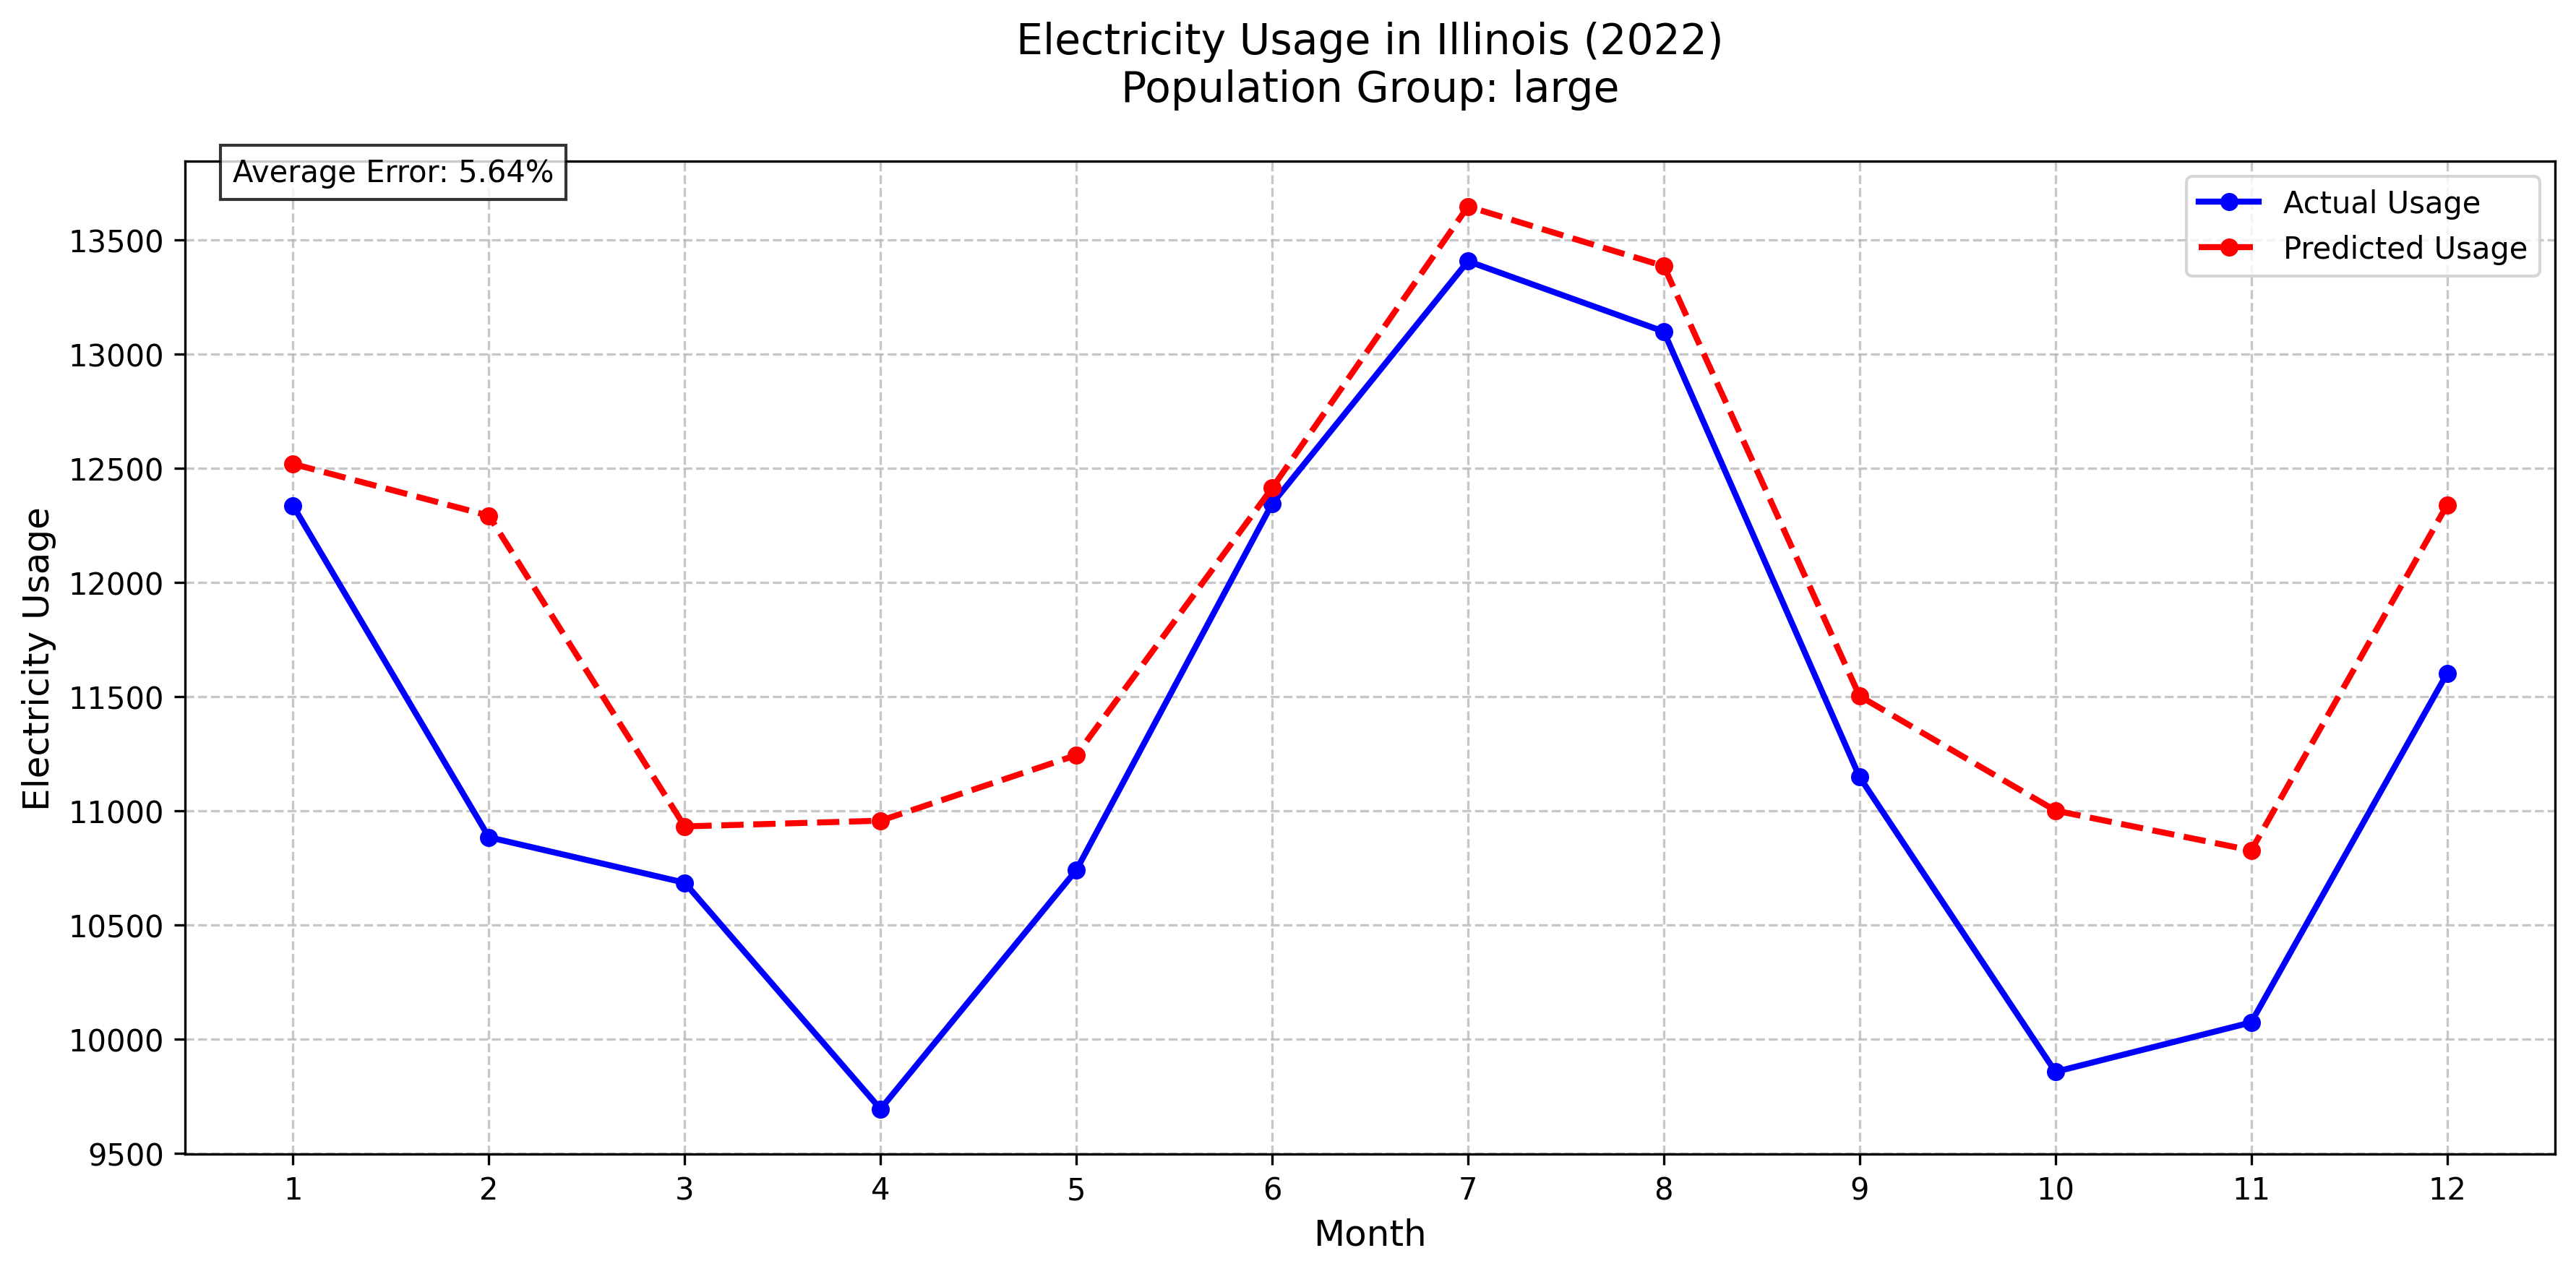 Electricity Usage in Illinois (2022)
Population Group: large
Average Error: 5.64%
Actual Usage
Predicted Usage
Electricity Usage
13500
13000
12500
12000
11500
11000
10500
10000
9500
1 2 3 4 5 6 7 8 9 10 11 12
Month